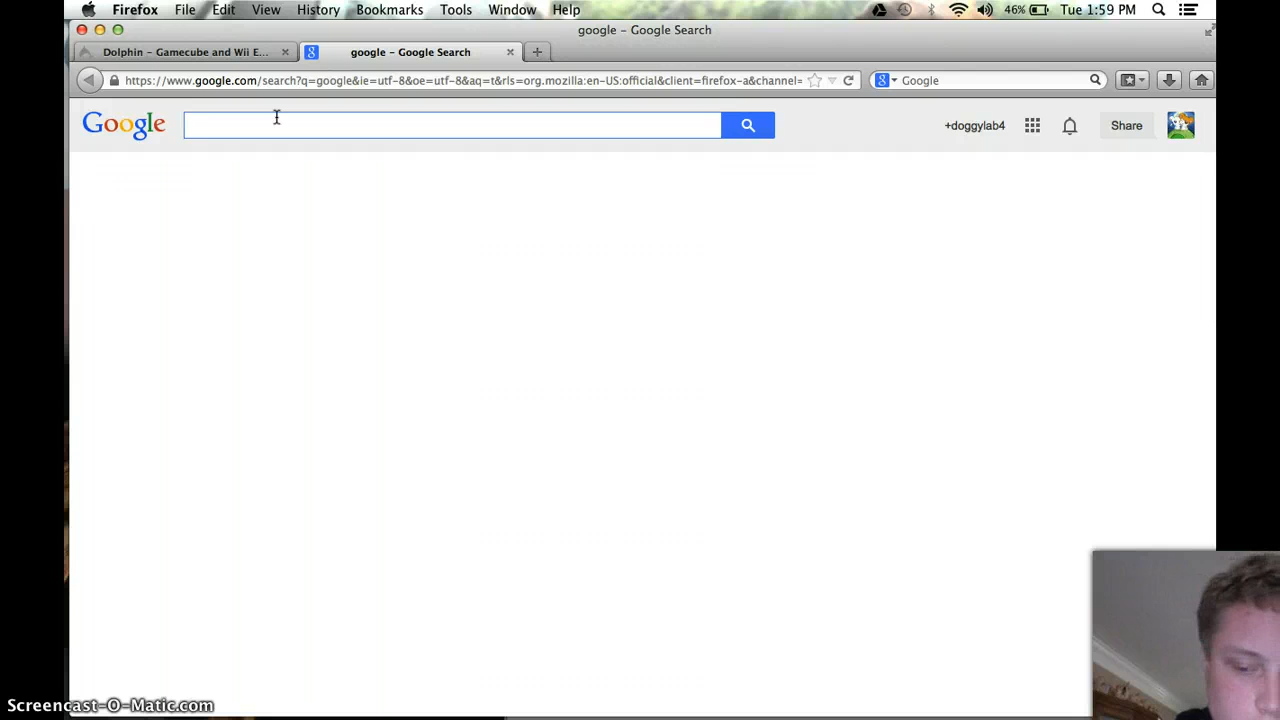 Firefox File Edit View History Bookmarks Tools Window Help 46% Tue 1:59 PM
google – Google Search
Dolphin – Gamecube and Wii E... google – Google Search
https://www.google.com/search?q=google&ie=utf-8&oe=utf-8&aq=t&rls=org.mozilla:en-US:official&client=firefox-a&channel= Google
Google +doggylab4 Share
Screencast-O-Matic.com